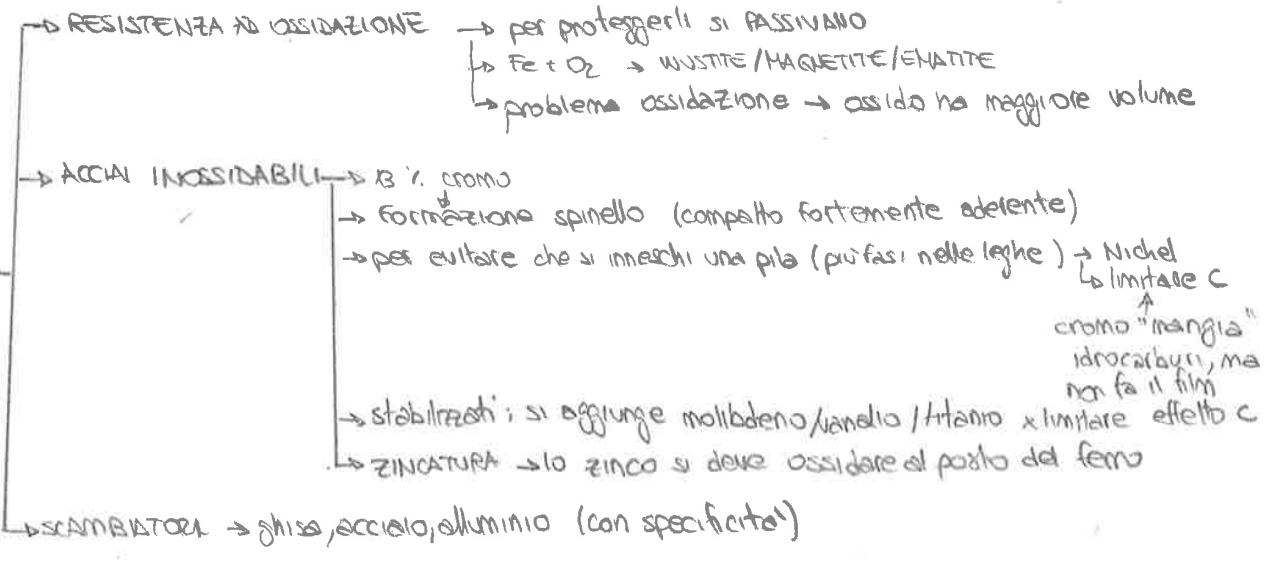 → RESISTENZA AD OSSIDAZIONE → per proteggerli si PASSIVANO
↳ Fe + O₂ → WUSTITE/MAGNETITE/EMATITE
↳ problema ossidazione → ossido ha maggiore volume
→ ACCIAI INOSSIDABILI → 13 % cromo
→ Formazione spinello (compatto fortemente aderente)
→ per evitare che si inneschi una pila (più fasi nelle leghe) → Nichel
↳ limitare C
↑
cromo "mangia"
idrocarburi, ma
non fa il film
→ stabilizzati: si aggiunge molibdeno/vanadio/titanio x limitare effetto C
↳ ZINCATURA → lo zinco si deve ossidare al posto del ferro
↳ SCAMBIATORI → ghisa, acciaio, alluminio (con specificità)